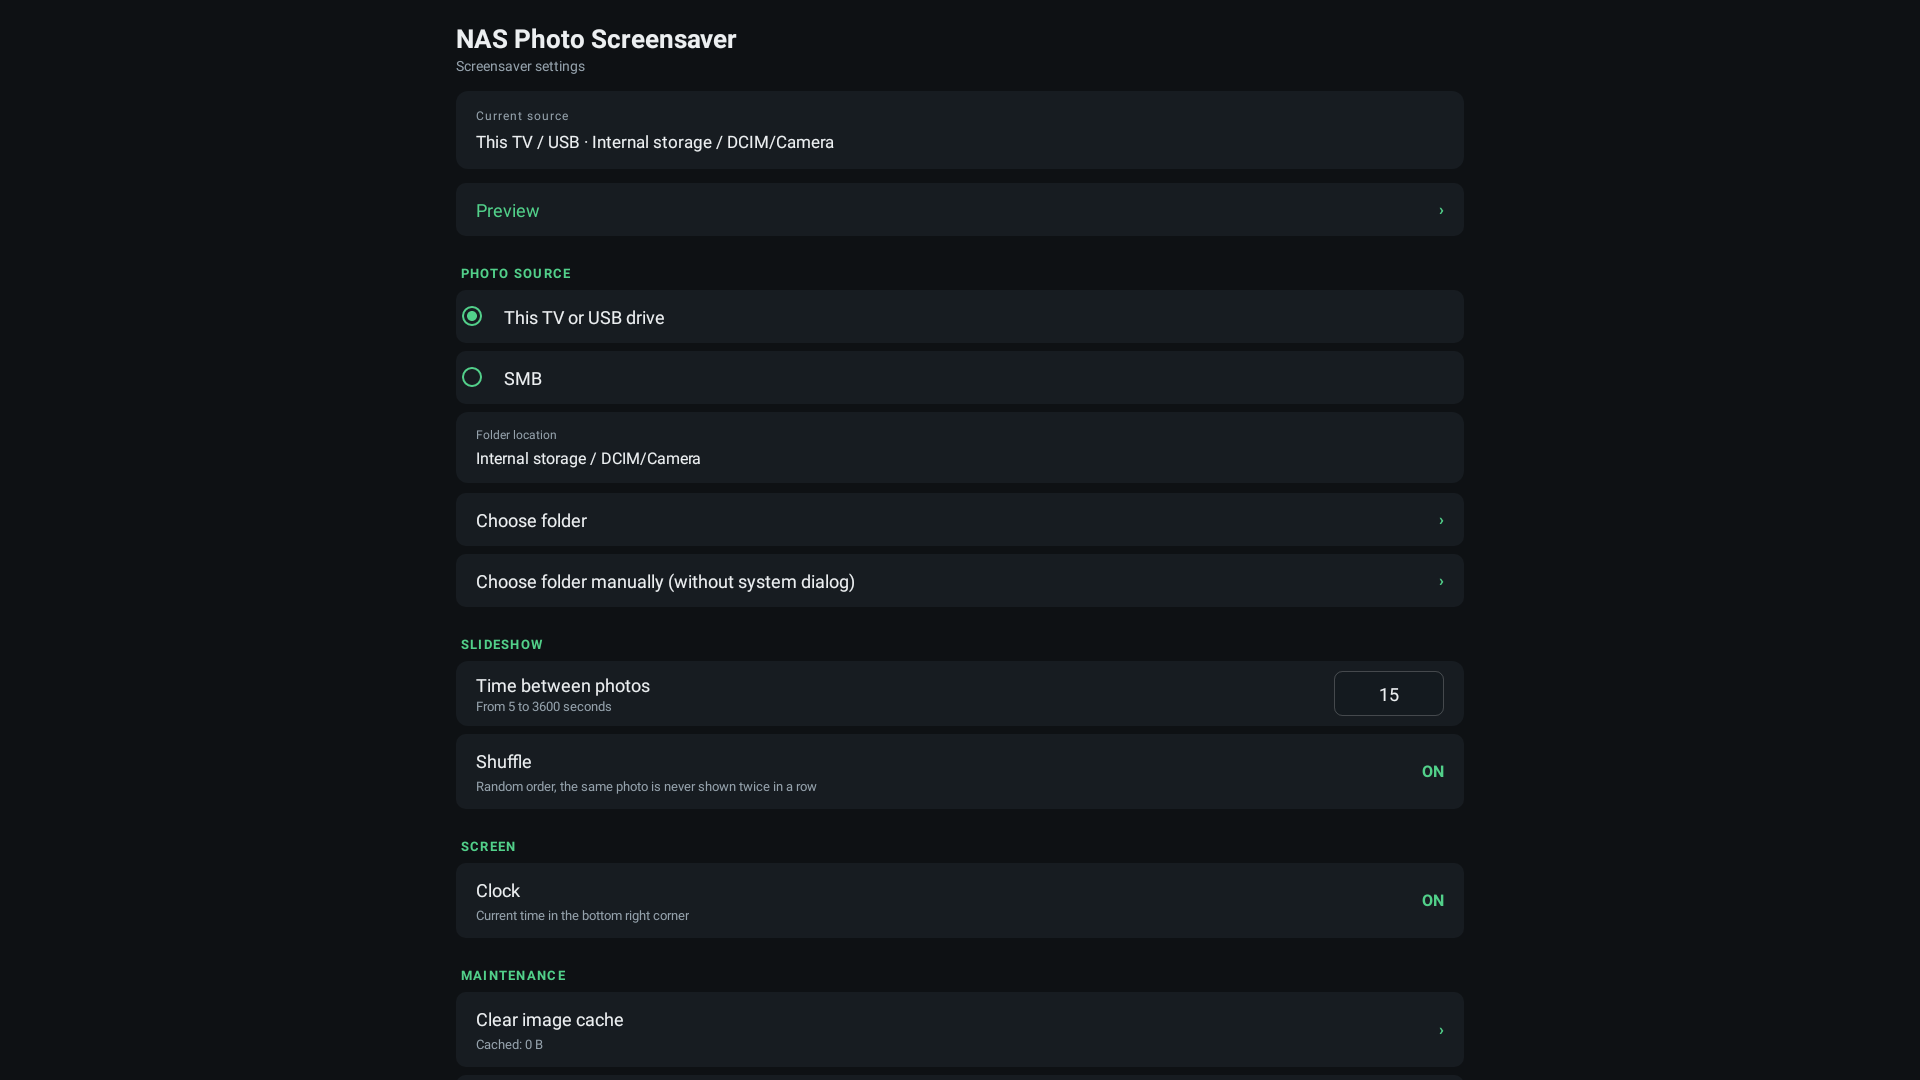 NAS Photo Screensaver
Screensaver settings
Current source
This TV / USB · Internal storage / DCIM/Camera
Preview
›
PHOTO SOURCE
This TV or USB drive
SMB
Folder location
Internal storage / DCIM/Camera
Choose folder
›
Choose folder manually (without system dialog)
›
SLIDESHOW
Time between photos
From 5 to 3600 seconds
15
Shuffle
Random order, the same photo is never shown twice in a row
ON
SCREEN
Clock
Current time in the bottom right corner
ON
MAINTENANCE
Clear image cache
Cached: 0 B
›